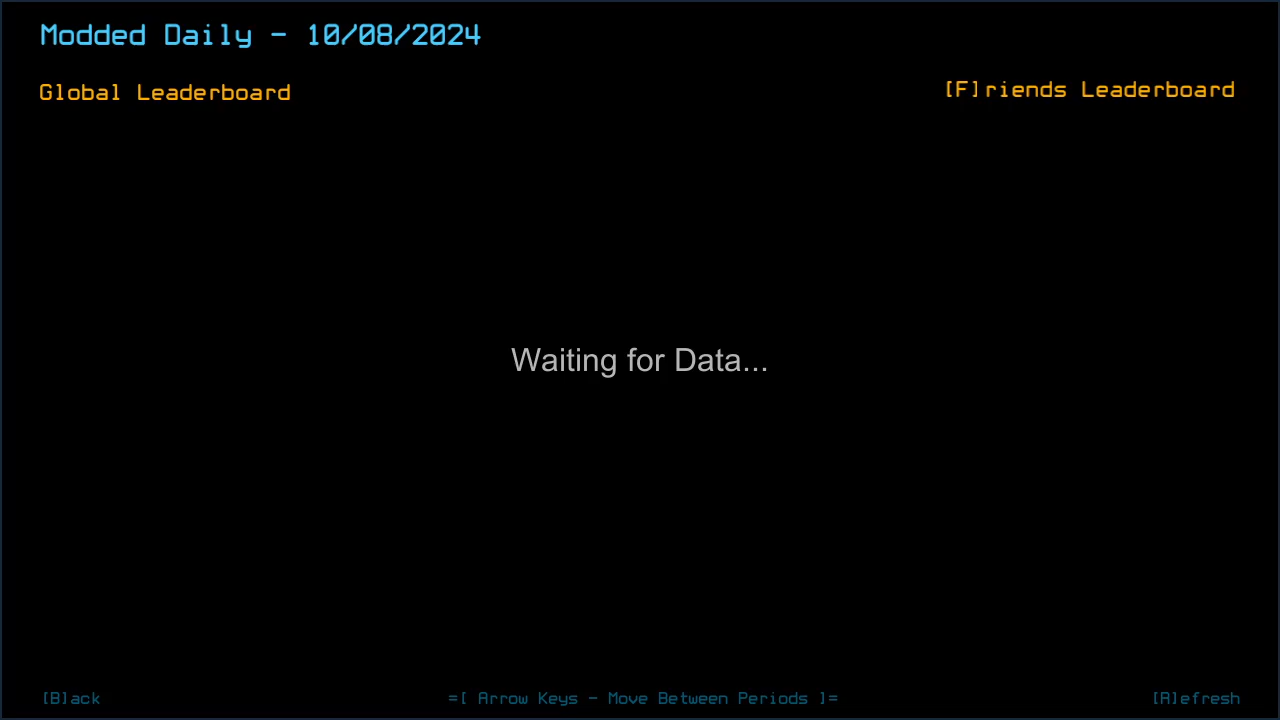 Modded Daily - 10/08/2024
Global Leaderboard
[F]riends Leaderboard
Waiting for Data...
[B]ack
=[ Arrow Keys - Move Between Periods ]=
[R]efresh